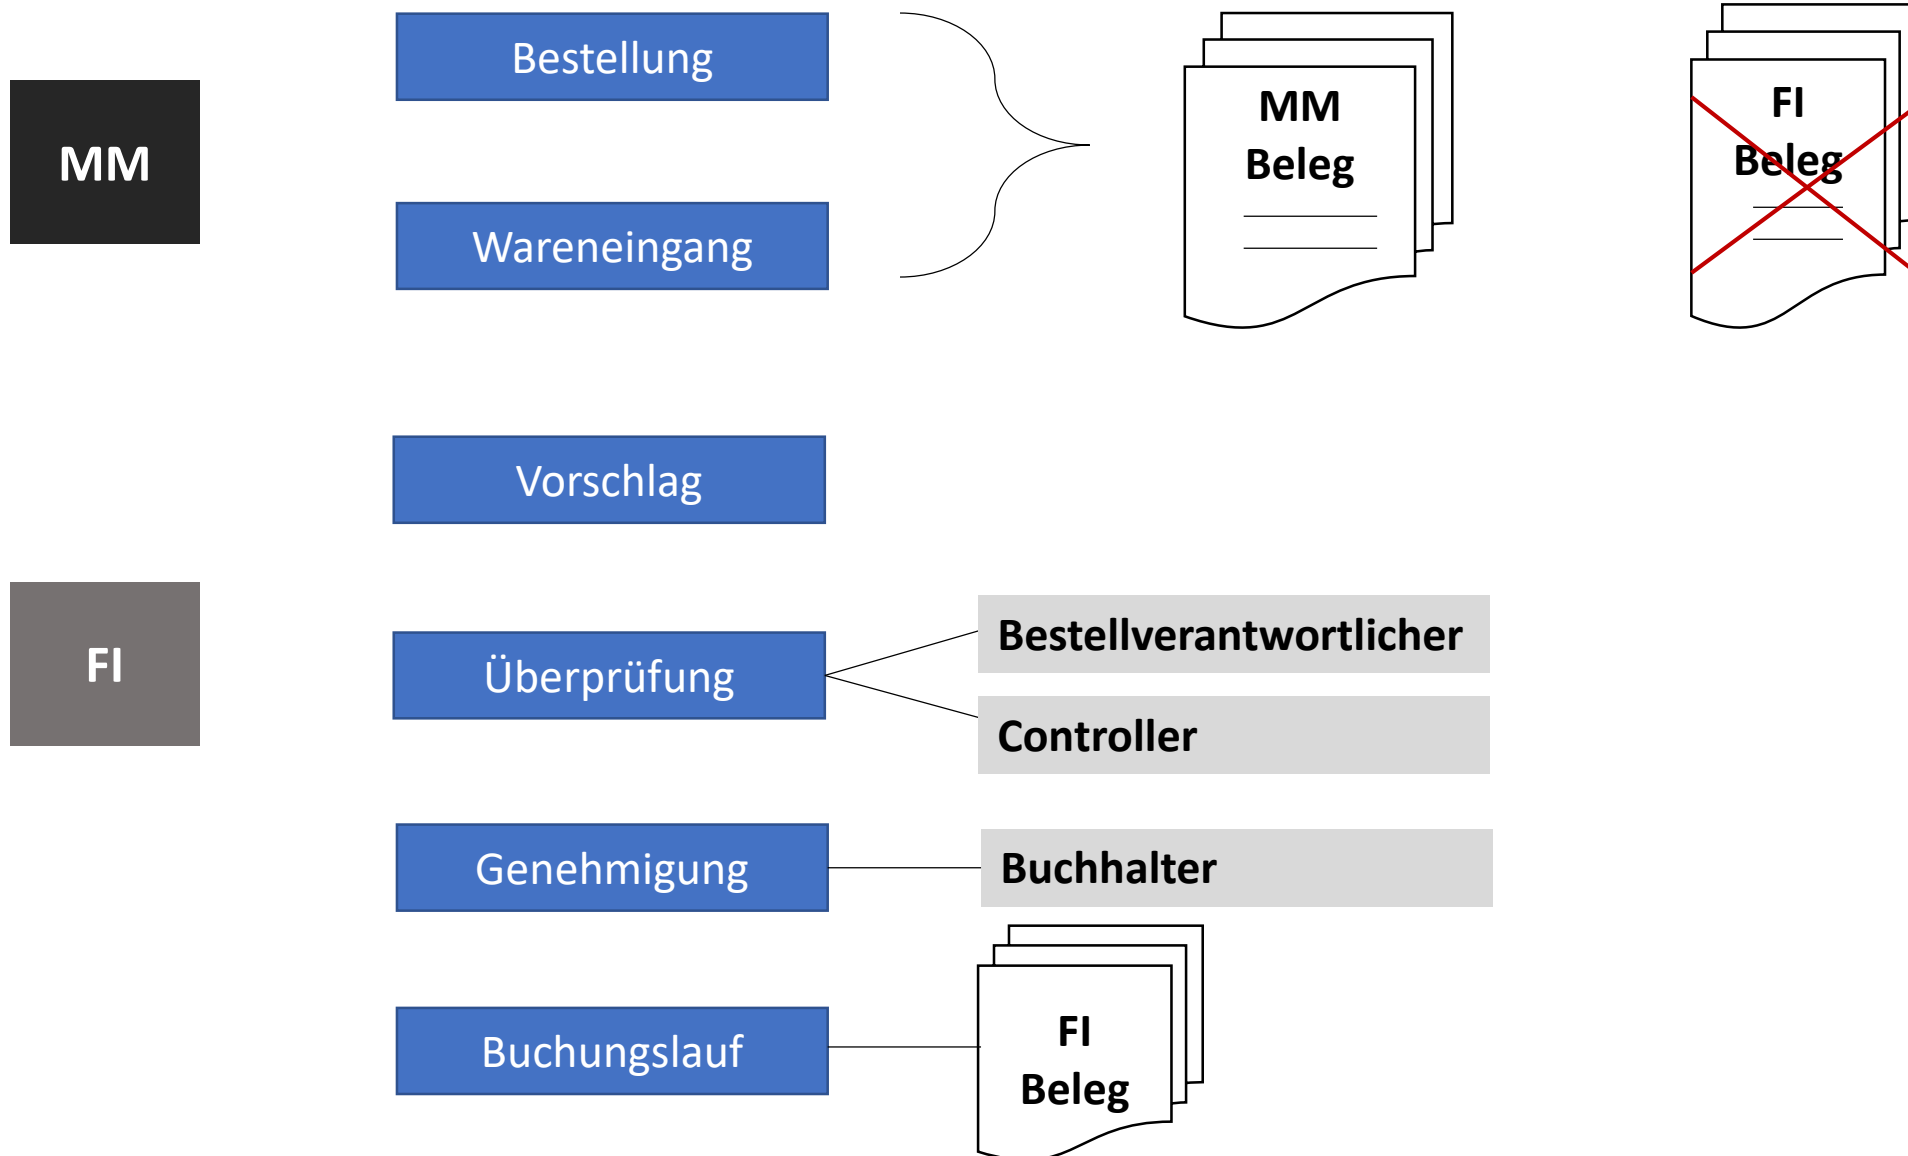 MM
Bestellung
Wareneingang
MM
Beleg
FI
Beleg
FI
Vorschlag
Überprüfung
Bestellverantwortlicher
Controller
Genehmigung
Buchhalter
Buchungslauf
FI
Beleg